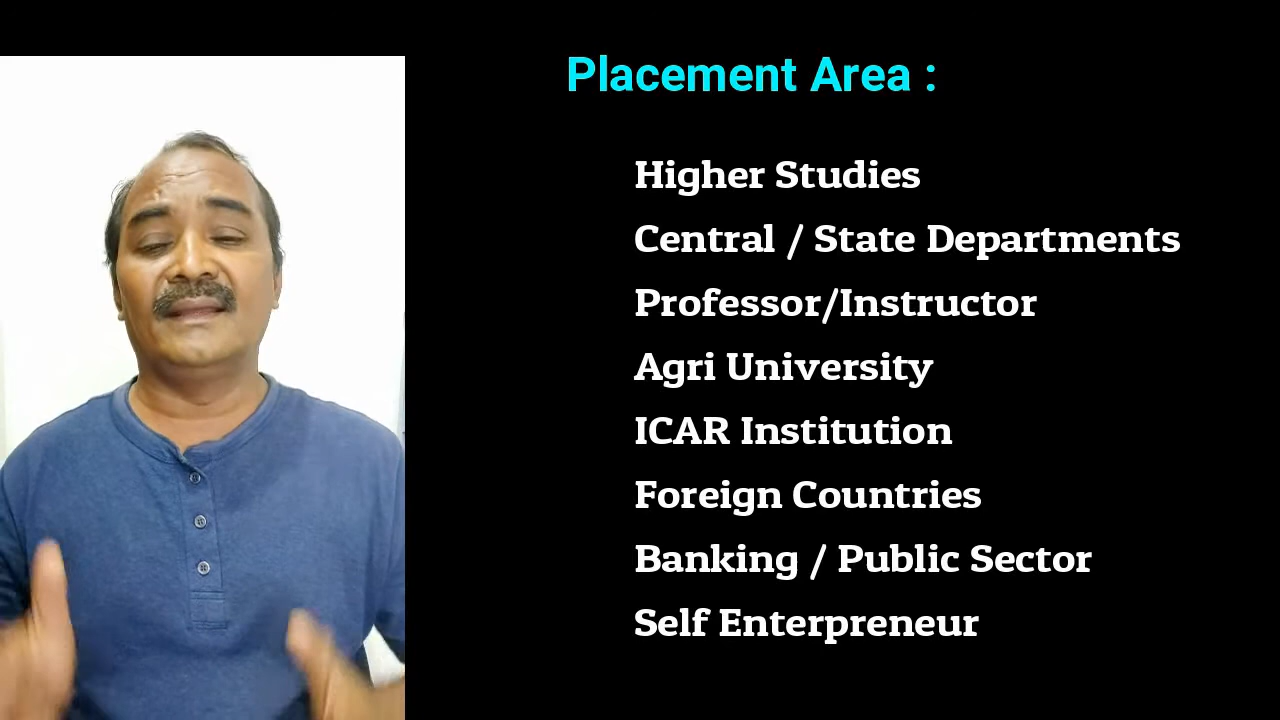 Placement Area :
Higher Studies
Central / State Departments
Professor/Instructor
Agri University
ICAR Institution
Foreign Countries
Banking / Public Sector
Self Enterpreneur